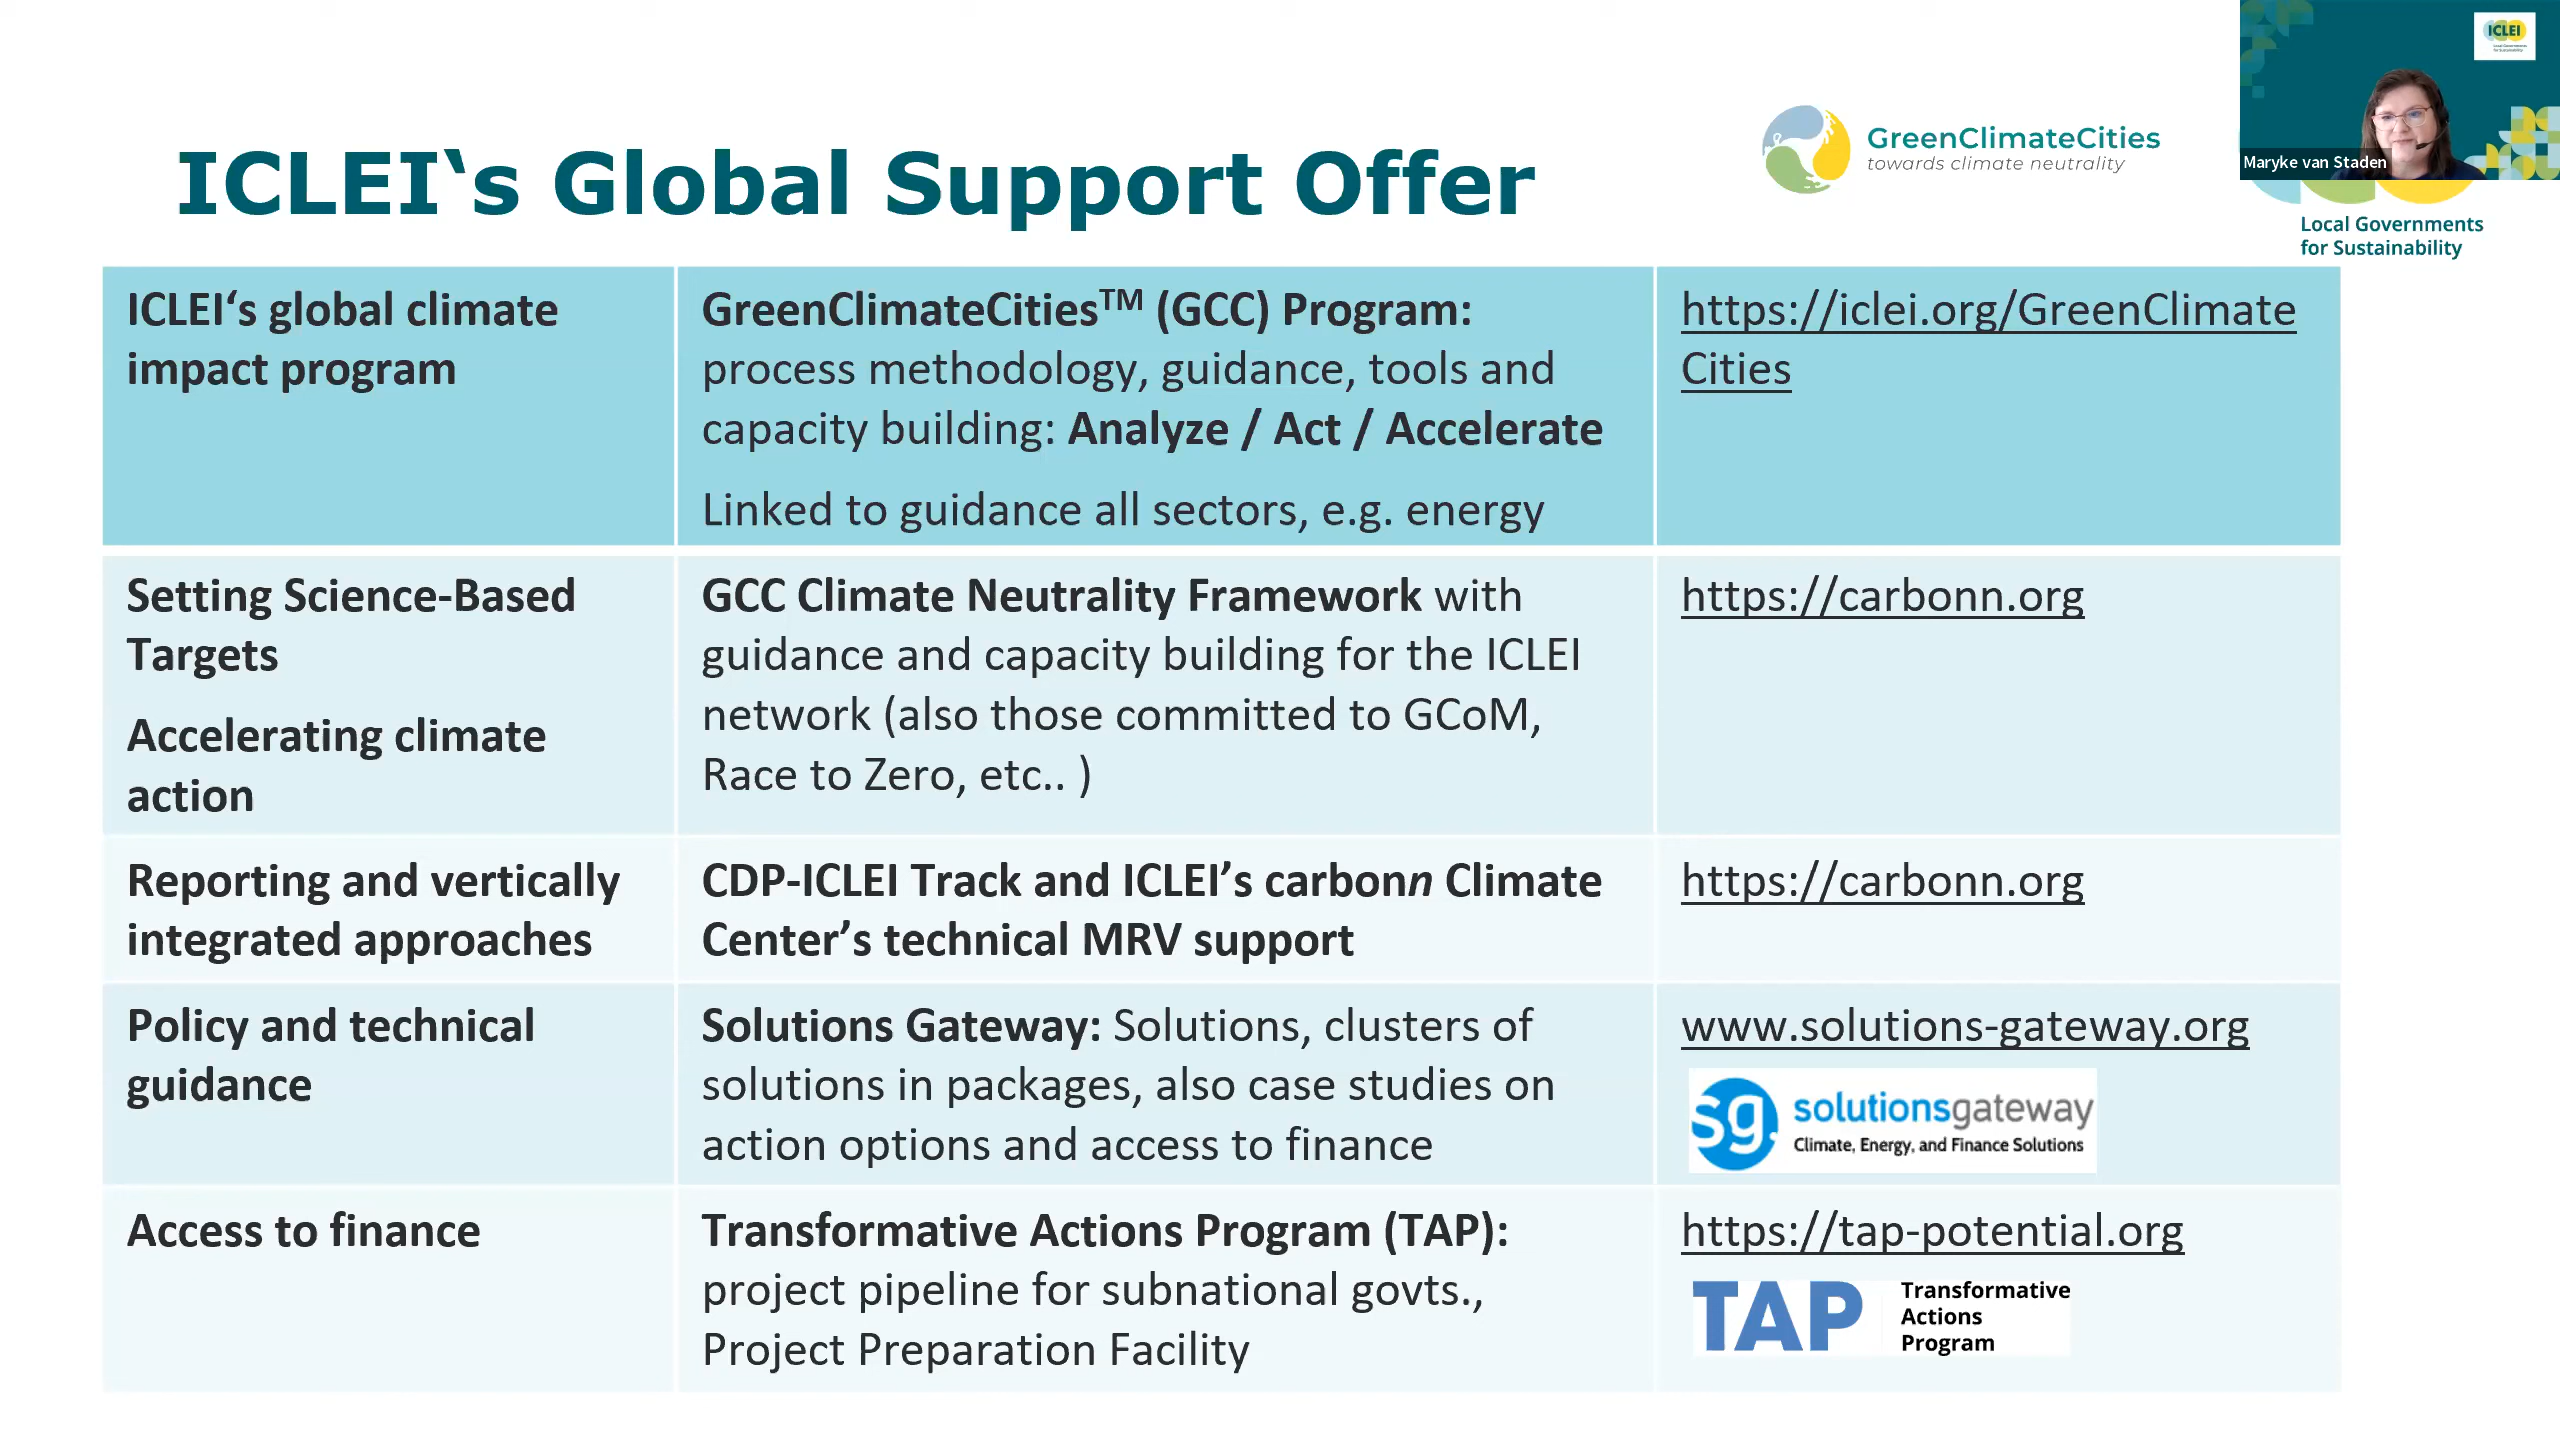 ICLEI‘s Global Support Offer
GreenClimateCities
towards climate neutrality
ICLEI
Maryke van Staden
Local Governments
for Sustainability
ICLEI‘s global climate
impact program
GreenClimateCities™ (GCC) Program:
process methodology, guidance, tools and
capacity building: Analyze / Act / Accelerate
Linked to guidance all sectors, e.g. energy
https://iclei.org/GreenClimate
Cities
Setting Science-Based
Targets
Accelerating climate
action
GCC Climate Neutrality Framework with
guidance and capacity building for the ICLEI
network (also those committed to GCoM,
Race to Zero, etc.. )
https://carbonn.org
Reporting and vertically
integrated approaches
CDP-ICLEI Track and ICLEI’s carbonn Climate
Center’s technical MRV support
https://carbonn.org
Policy and technical
guidance
Solutions Gateway: Solutions, clusters of
solutions in packages, also case studies on
action options and access to finance
www.solutions-gateway.org
sg.
solutionsgateway
Climate, Energy, and Finance Solutions
Access to finance
Transformative Actions Program (TAP):
project pipeline for subnational govts.,
Project Preparation Facility
https://tap-potential.org
TAP
Transformative
Actions
Program